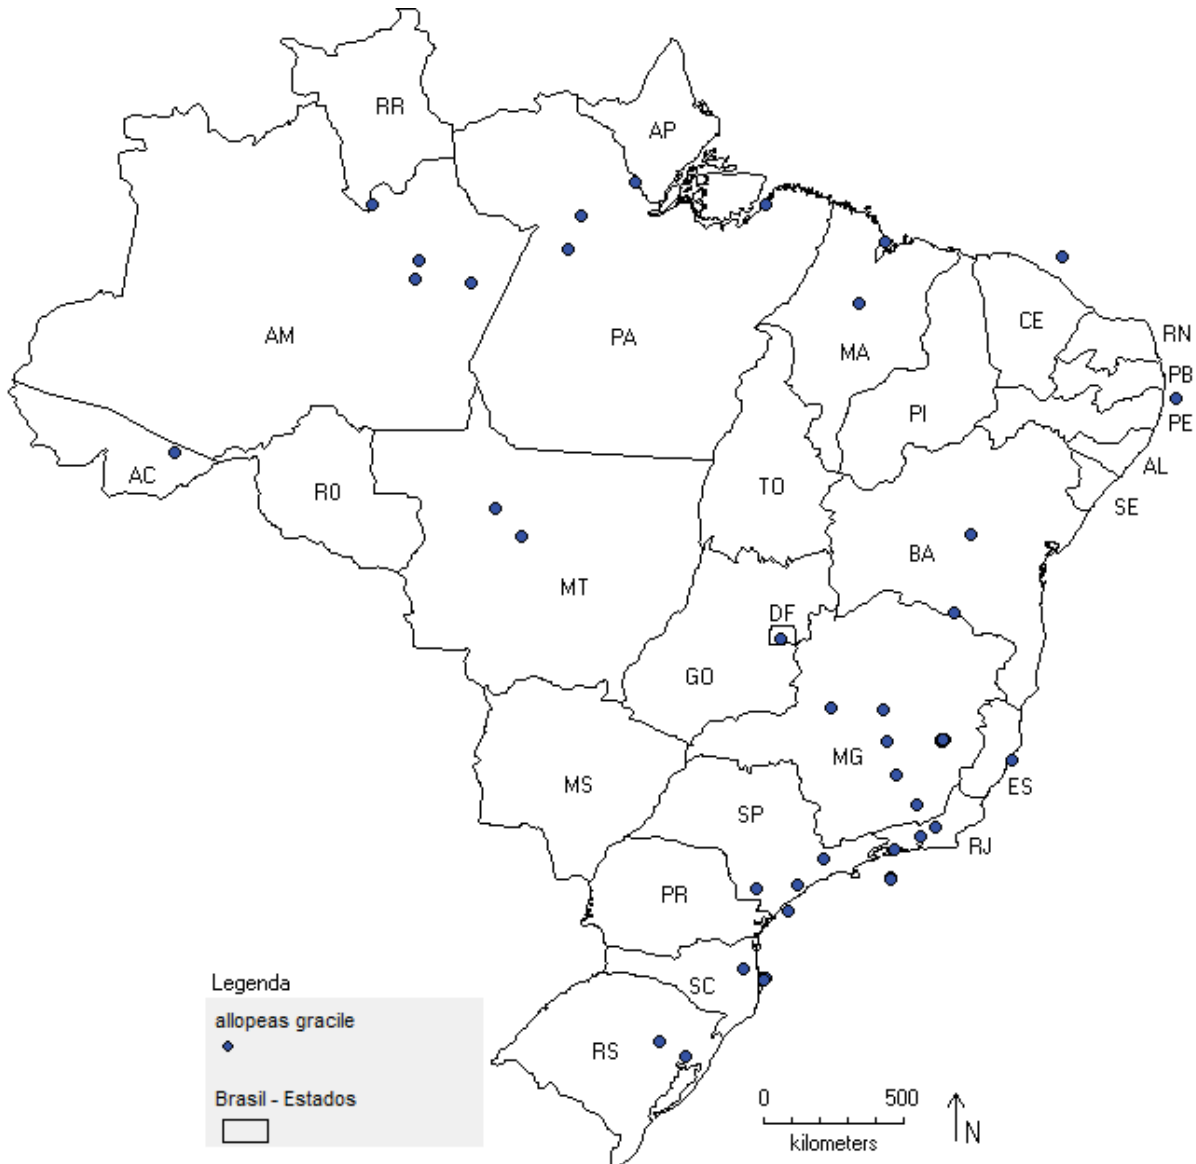 RR
AP
AM
PA
MA
CE
RN
PB
PE
PI
AL
SE
AC
RO
TO
BA
MT
DF
GO
MG
ES
MS
SP
RJ
PR
SC
RS
Legenda
allopeas gracile
Brasil - Estados
0 500
kilometers
N